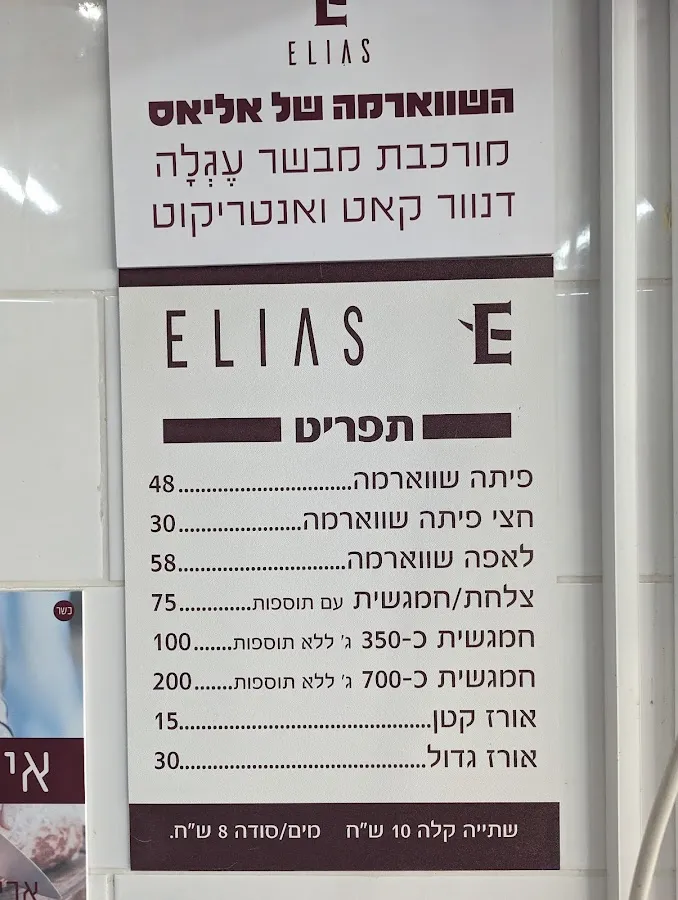 ELIAS
השווארמה של אליאס
מורכבת מבשר עֶגְלָה
דנוור קאט ואנטריקוט
ELIAS E
תפריט
פיתה שווארמה...................................48
חצי פיתה שווארמה.........................30
לאפה שווארמה..................................58
צלחת/חמגשית עם תוספות.............75
חמגשית כ-350 ג' ללא תוספות.......100
חמגשית כ-700 ג' ללא תוספות.......200
אורז קטן...............................................15
אורז גדול..............................................30
שתייה קלה 10 ש"ח מים/סודה 8 ש"ח.
כשר
אי